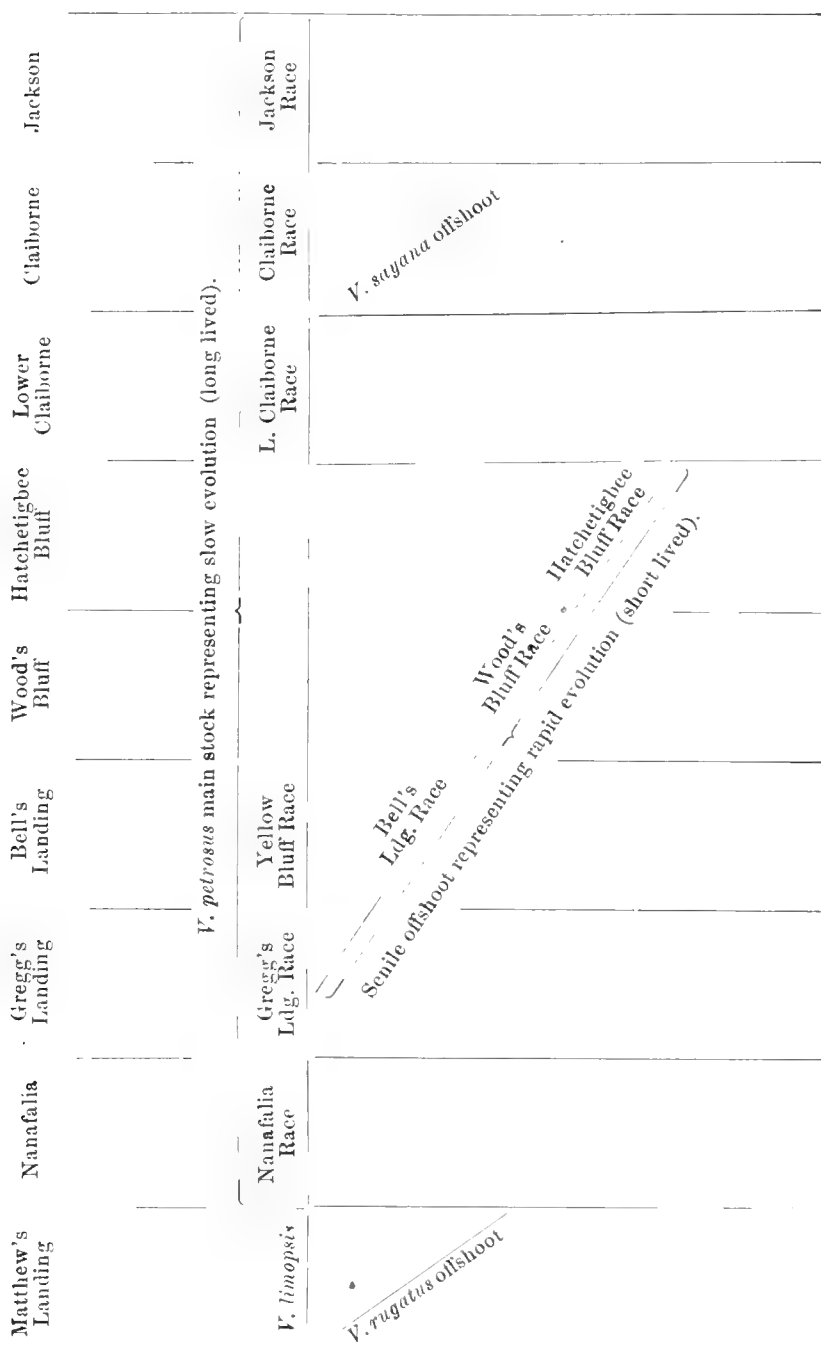 Matthew's
Landing
Nanafalia
Gregg's
Landing
Bell's
Landing
Wood's
Bluff
Hatchetigbee
Bluff
Lower
Claiborne
Claiborne
Jackson
V. petrosus main stock representing slow evolution (long lived).
V. limopsis
Nanafalia
Race
Gregg's
Ldg. Race
Yellow
Bluff Race
L. Claiborne
Race
Claiborne
Race
Jackson
Race
V. rugatus offshoot
Bell's
Ldg. Race
Wood's
Bluff Race
Hatchetigbee
Bluff Race
Senile offshoot representing rapid evolution (short lived).
V. sayana offshoot